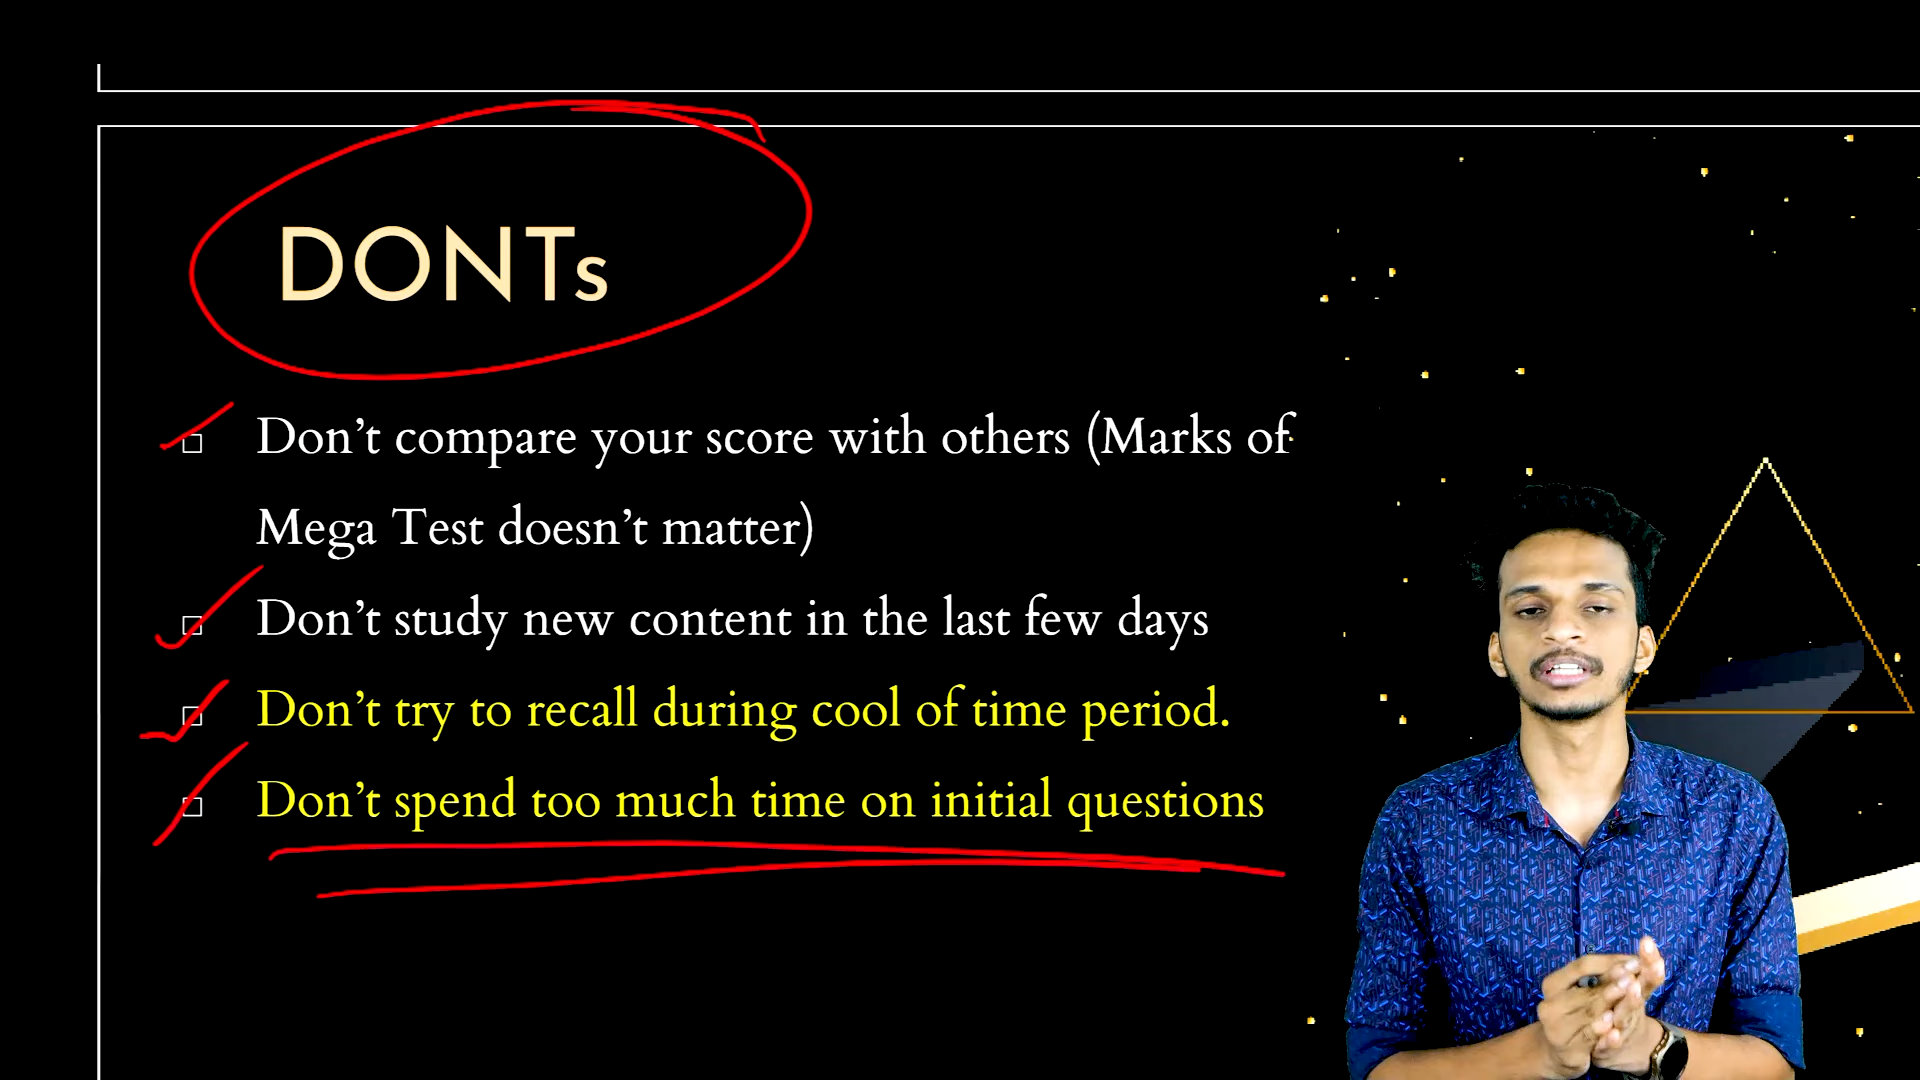 DONTs
Don’t compare your score with others (Marks of
Mega Test doesn’t matter)
Don’t study new content in the last few days
Don’t try to recall during cool of time period.
Don’t spend too much time on initial questions